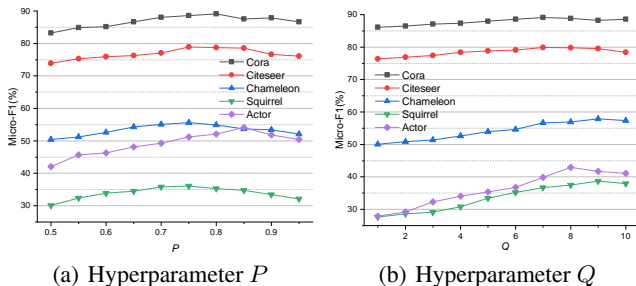 90
80
70
60
50
40
30
Micro-F1(%)
0.5
0.6
0.7
0.8
0.9
P
Cora
Citeseer
Chameleon
Squirrel
Actor
(a) Hyperparameter P
90
80
70
60
50
40
30
Micro-F1(%)
2
4
6
8
10
Q
Cora
Citeseer
Chameleon
Squirrel
Actor
(b) Hyperparameter Q